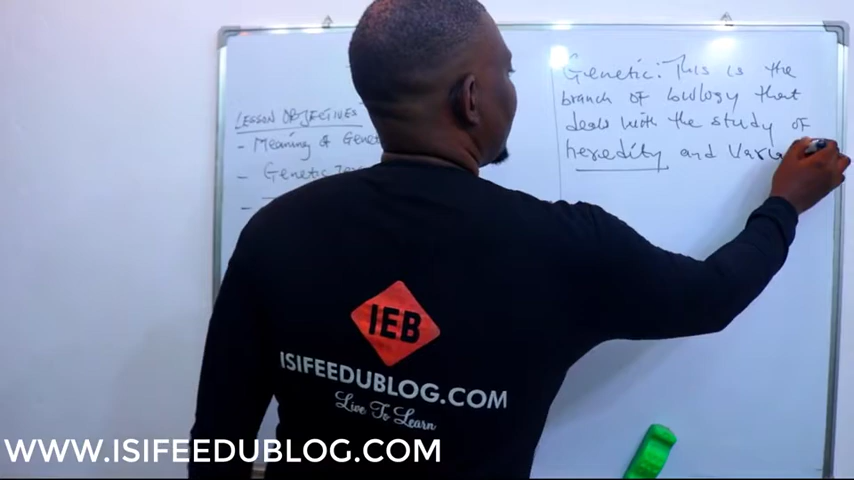 LESSON OBJECTIVES
- Meaning of Genet
- Genetic Ter
-
Genetic: This is the
branch of biology that
deals with the study of
heredity and Varia
IEB
ISIFEEDUBLOG.COM
Live To Learn
WWW.ISIFEEDUBLOG.COM